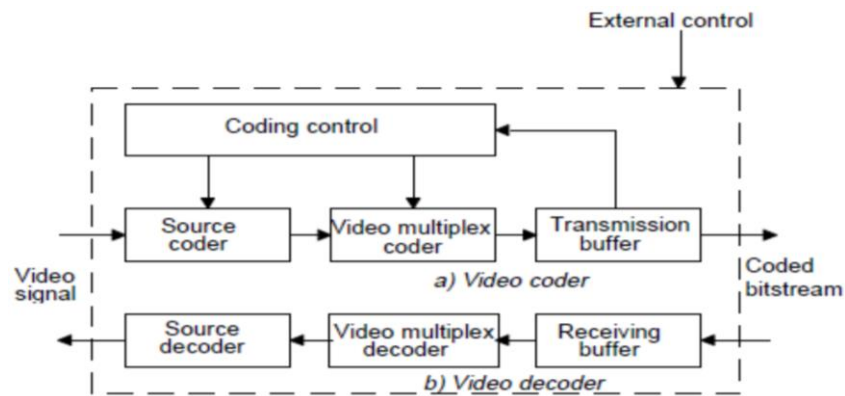 External control
Coding control
Source
coder
Video multiplex
coder
Transmission
buffer
Video
signal
a) Video coder
Coded
bitstream
Source
decoder
Video multiplex
decoder
Receiving
buffer
b) Video decoder